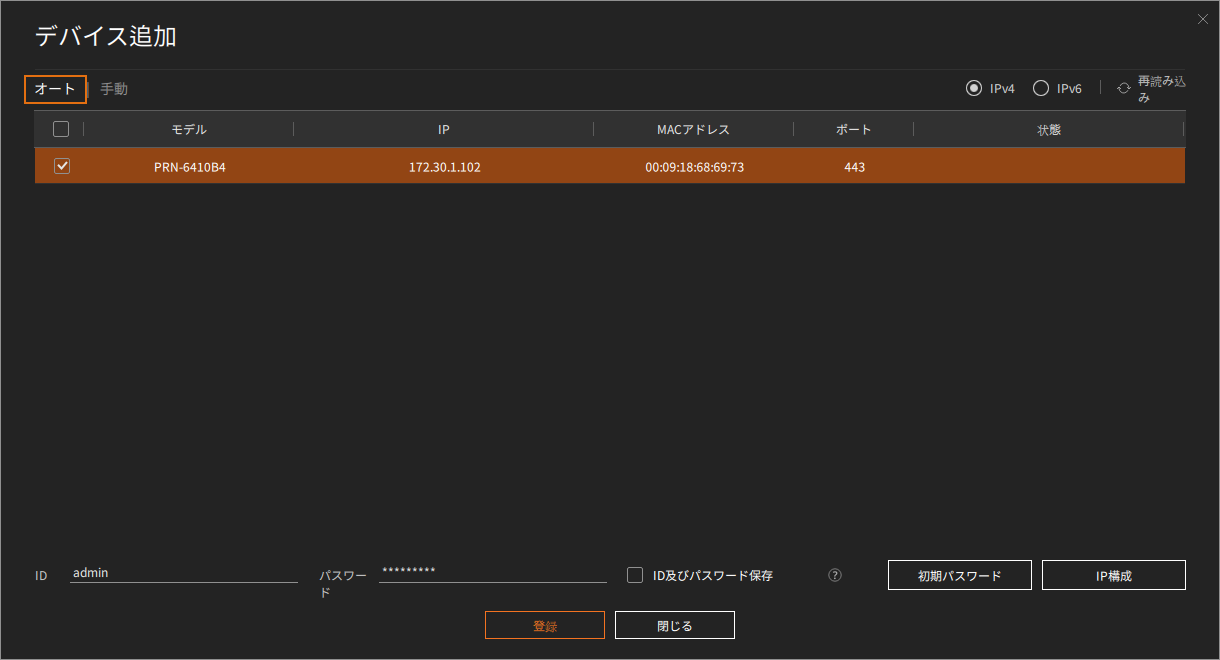 デバイス追加
オート 手動 IPv4 IPv6 再読み込
み
モデル IP MACアドレス ポート 状態
PRN-6410B4 172.30.1.102 00:09:18:68:69:73 443
ID admin パスワー ********* ID及びパスワード保存 ? 初期パスワード IP構成
ド
登録 閉じる